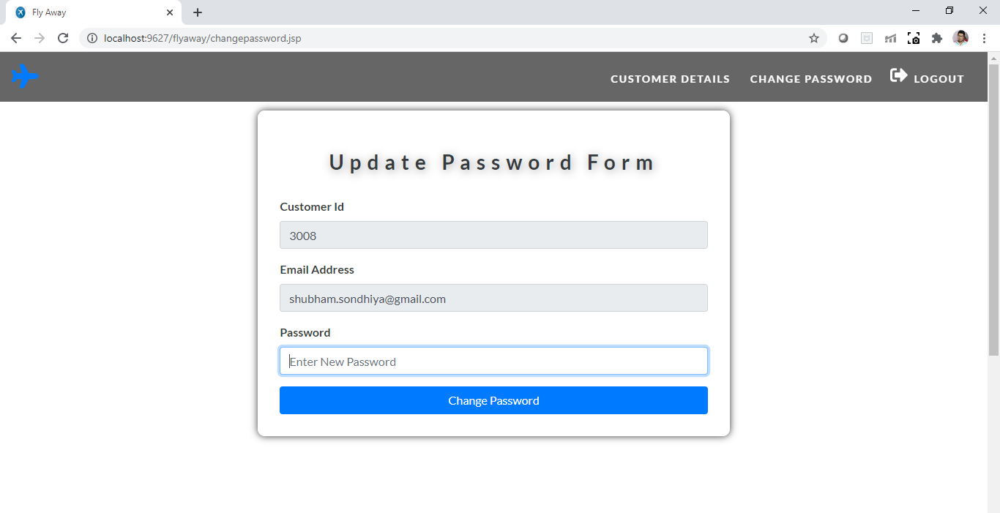 Fly Away
localhost:9627/flyaway/changepassword.jsp
CUSTOMER DETAILS CHANGE PASSWORD LOGOUT
Update Password Form
Customer Id
3008
Email Address
shubham.sondhiya@gmail.com
Password
Enter New Password
Change Password